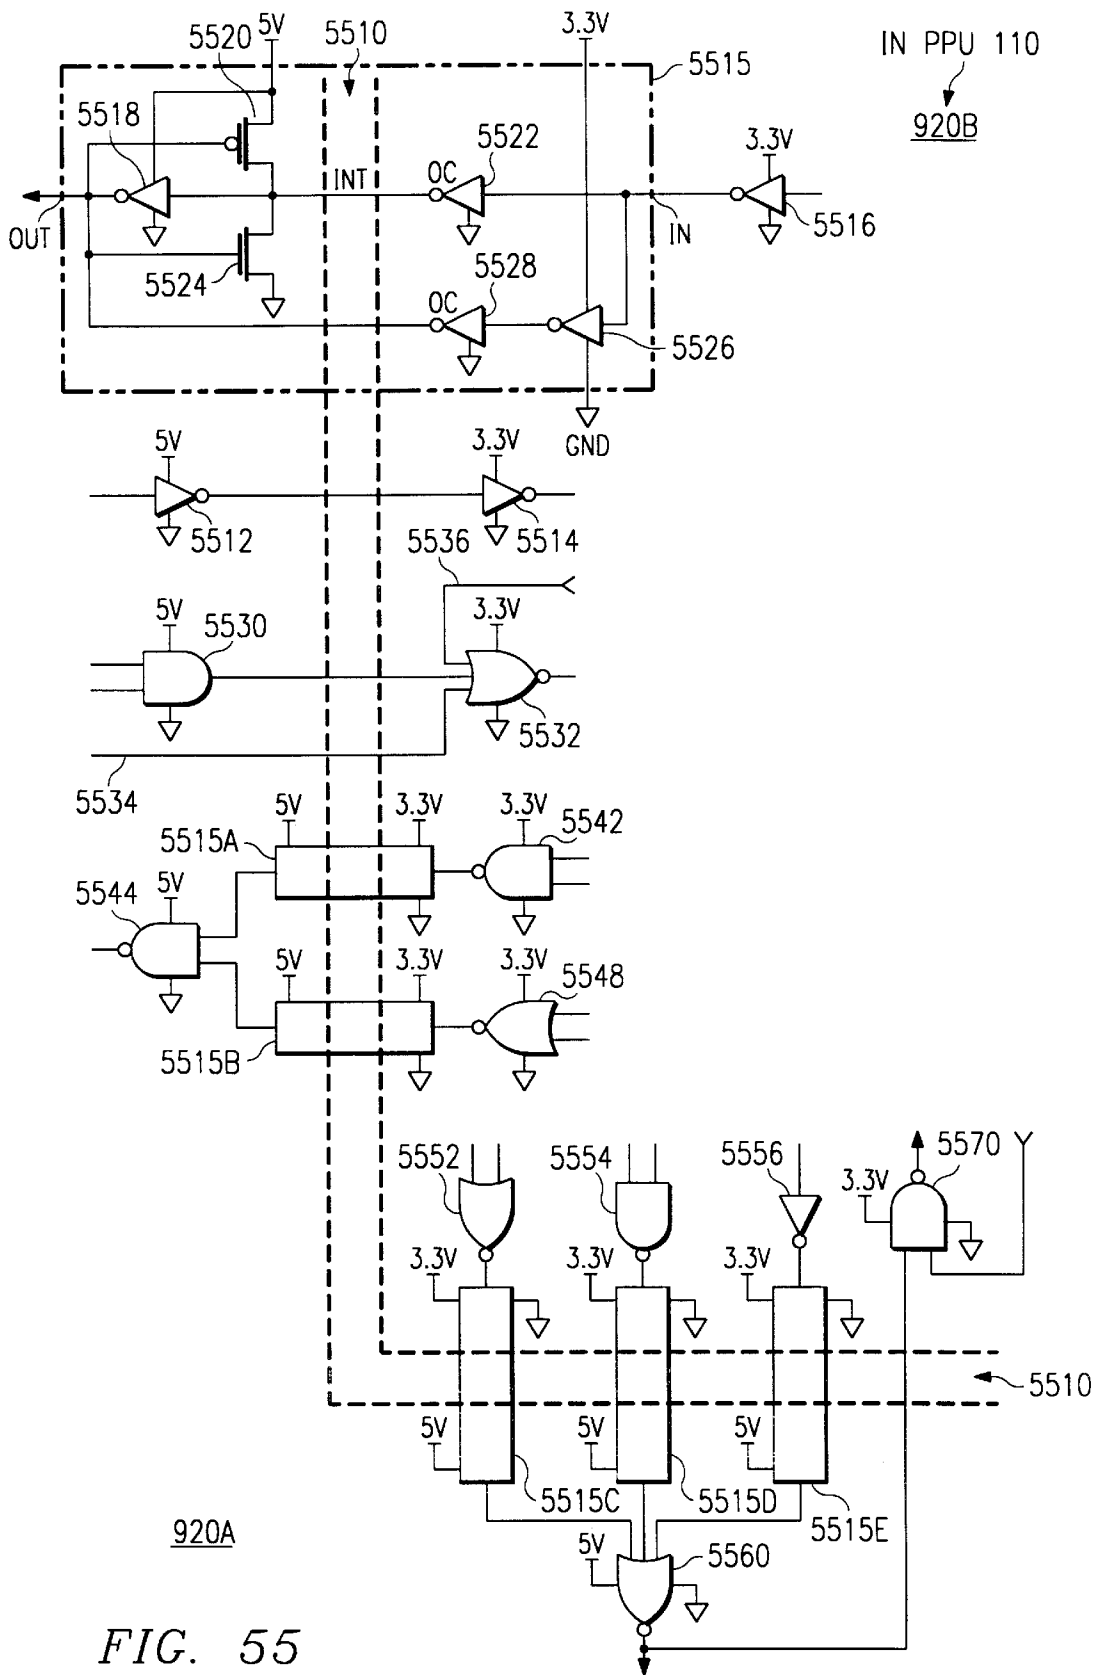 5520
5V
5510
3.3V
IN PPU 110
5515
920B
5518
5522
3.3V
OC
INT
OUT
IN
5516
5524
5528
OC
5526
GND
5V
3.3V
5512
5514
5536
5V
5530
3.3V
5532
5534
5V
3.3V
3.3V
5542
5515A
5544
5V
5V
3.3V
3.3V
5548
5515B
5552
5554
5556
5570
3.3V
3.3V
3.3V
3.3V
5510
5V
5V
5V
5515C
5515D
5515E
920A
5V
5560
FIG. 55